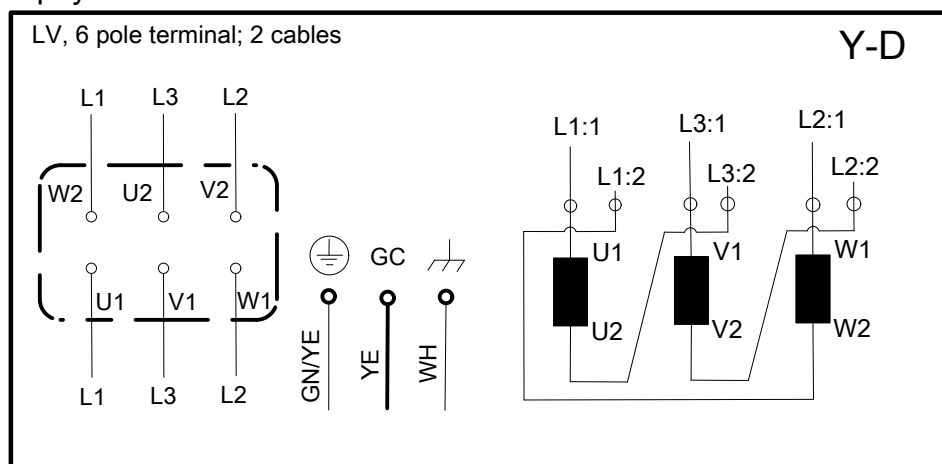 LV, 6 pole terminal; 2 cables
Y-D
L1 L3 L2
W2 U2 V2
U1 V1 W1
L1 L3 L2
GC
GN/YE
YE
WH
L1:1 L3:1 L2:1
L1:2 L3:2 L2:2
U1 V1 W1
U2 V2 W2